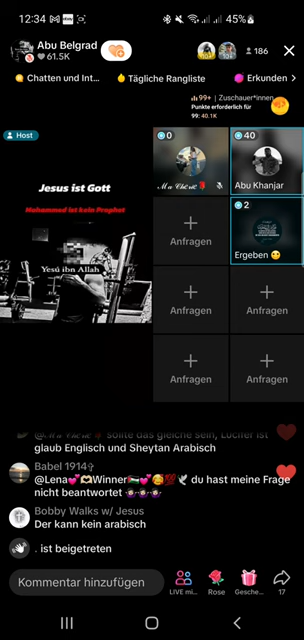 12:34
45%
Abu Belgrad
61.5K
186
Chatten und Int...
Tägliche Rangliste
Erkunden >
99+ | Zuschauer*innen
Punkte erforderlich für
99: 40.1K
Host
0
40
Jesus ist Gott
Mohammed ist kein Prophet
Yesú ibn Allah
Abu Khanjar
2
Anfragen
Ergeben
Anfragen
Anfragen
Anfragen
Anfragen
sollte das gleiche sein, Lucifer ist
glaub Englisch und Sheytan Arabisch
Babel 1914✞
@Lena💕🫶Winner🇵🇸💕🥰💯🕊 du hast meine Frage
nicht beantwortet
Bobby Walks w/ Jesus
Der kann kein arabisch
. ist beigetreten
Kommentar hinzufügen
LIVE mi...
Rose
Gesche...
17